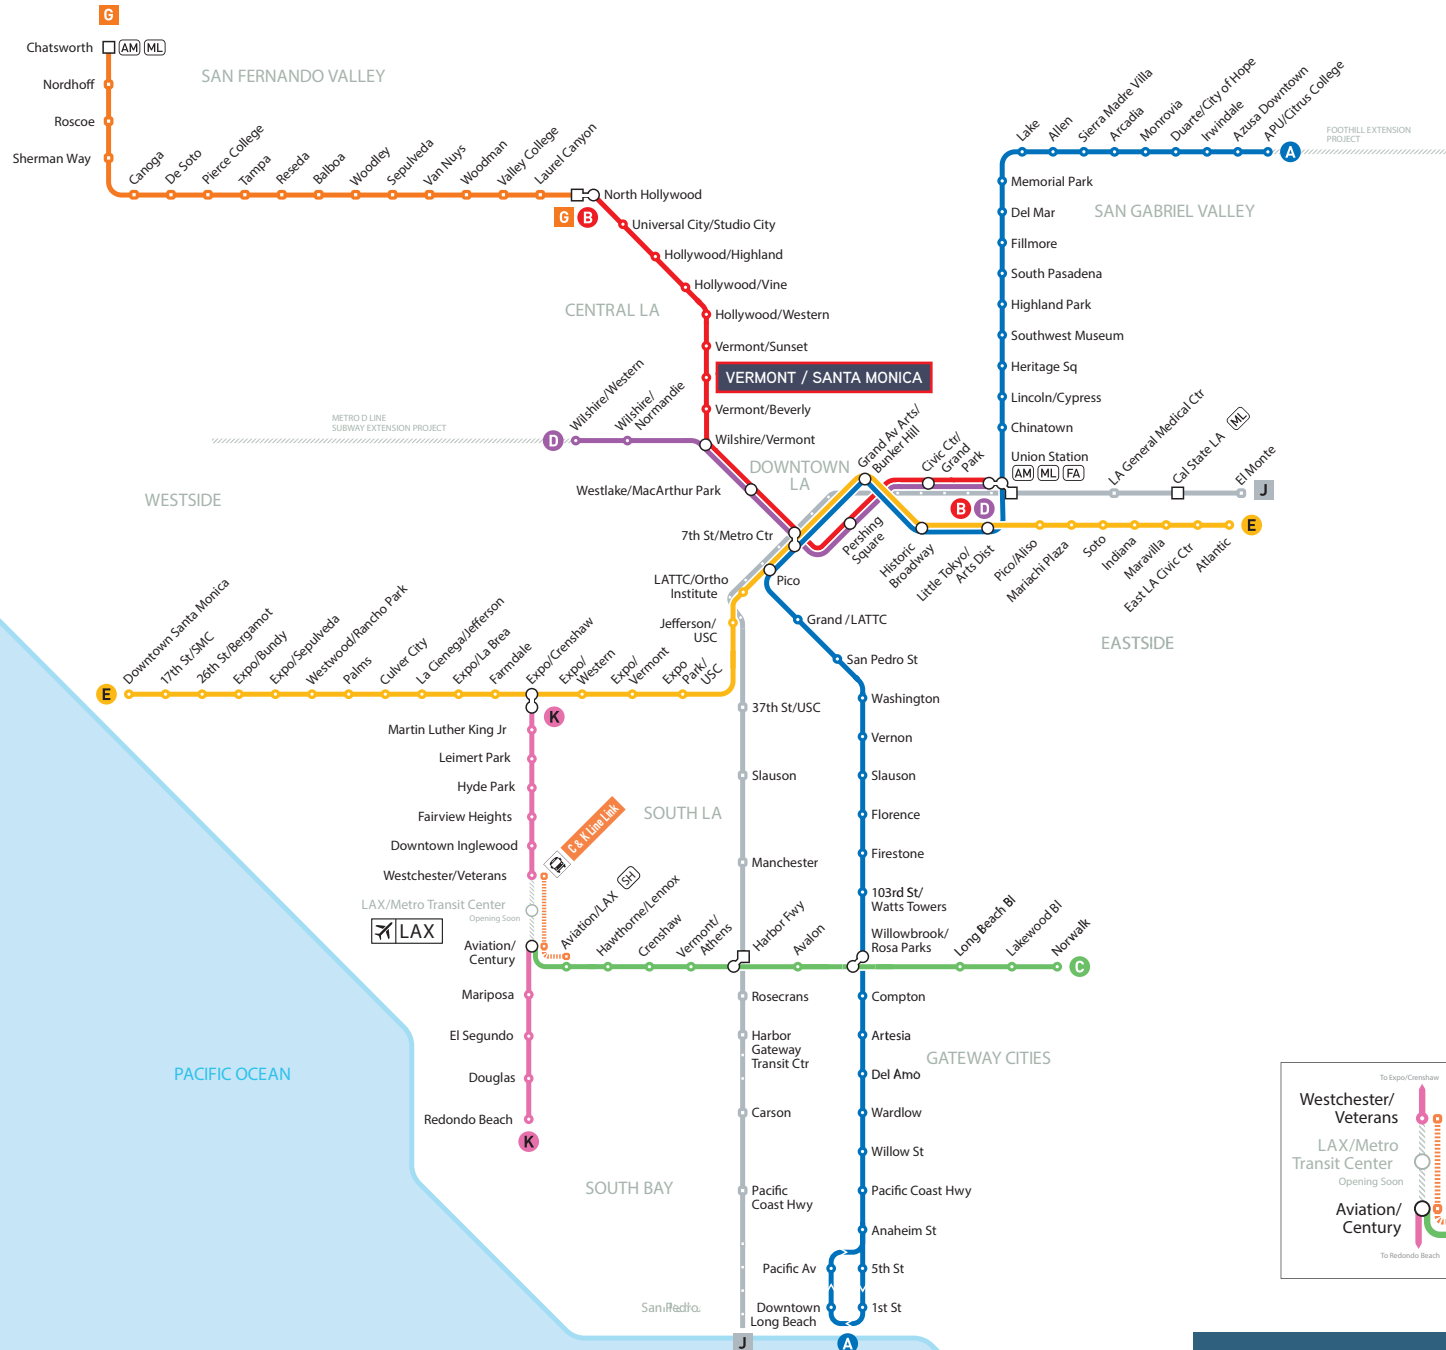 G
Chatsworth
AM ML
Nordhoff
Roscoe
Sherman Way
SAN FERNANDO VALLEY
Canoga
De Soto
Pierce College
Tampa
Reseda
Balboa
Woodley
Sepulveda
Van Nuys
Woodman
Valley College
Laurel Canyon
North Hollywood
G B
Universal City/Studio City
Hollywood/Highland
Hollywood/Vine
CENTRAL LA
Hollywood/Western
Vermont/Sunset
VERMONT / SANTA MONICA
Vermont/Beverly
Wilshire/Vermont
METRO D LINE
SUBWAY EXTENSION PROJECT
D
Wilshire/Western
Wilshire/
Normandie
Westlake/MacArthur Park
DOWNTOWN
LA
7th St/Metro Ctr
Pershing
Square
Grand Av Arts/
Bunker Hill
Civic Ctr/
Grand
Park
B D
Historic
Broadway
Little Tokyo/
Arts Dist
Lake
Allen
Sierra Madre Villa
Arcadia
Monrovia
Duarte/City of Hope
Irwindale
Azusa Downtown
APU/Citrus College
A
FOOTHILL EXTENSION
PROJECT
Memorial Park
Del Mar
SAN GABRIEL VALLEY
Fillmore
South Pasadena
Highland Park
Southwest Museum
Heritage Sq
Lincoln/Cypress
Chinatown
Union Station
AM ML FA
LA General Medical Ctr
Cal State LA
ML
El Monte
J
Pico/Aliso
Mariachi Plaza
Soto
Indiana
Maravilla
East LA Civic Ctr
Atlantic
E
EASTSIDE
WESTSIDE
LATTC/Ortho
Institute
Pico
Jefferson/
USC
Grand /LATTC
San Pedro St
Washington
Vernon
Slauson
Florence
Firestone
103rd St/
Watts Towers
Willowbrook/
Rosa Parks
E
Downtown Santa Monica
17th St/SMC
26th St/Bergamot
Expo/Bundy
Expo/Sepulveda
Westwood/Rancho Park
Palms
Culver City
La Cienega/Jefferson
Expo/La Brea
Farmdale
Expo/Crenshaw
Expo/
Western
Expo/
Vermont
Expo
Park/
USC
K
Martin Luther King Jr
Leimert Park
Hyde Park
Fairview Heights
Downtown Inglewood
Westchester/Veterans
C & K Line Link
LAX/Metro Transit Center
Opening Soon
LAX
Aviation/
Century
Aviation/LAX
SH
Hawthorne/Lennox
Crenshaw
Vermont/
Athens
Harbor Fwy
Avalon
Long Beach Bl
Lakewood Bl
Norwalk
C
SOUTH LA
37th St/USC
Slauson
Manchester
Mariposa
El Segundo
Douglas
Redondo Beach
K
Rosecrans
Harbor
Gateway
Transit Ctr
Carson
Pacific
Coast Hwy
SOUTH BAY
San Pedro
J
Compton
Artesia
Del Amo
GATEWAY CITIES
Wardlow
Willow St
Pacific Coast Hwy
Anaheim St
Pacific Av
5th St
Downtown
Long Beach
1st St
A
PACIFIC OCEAN
To Expo/Crenshaw
Westchester/
Veterans
LAX/Metro
Transit Center
Opening Soon
Aviation/
Century
To Redondo Beach